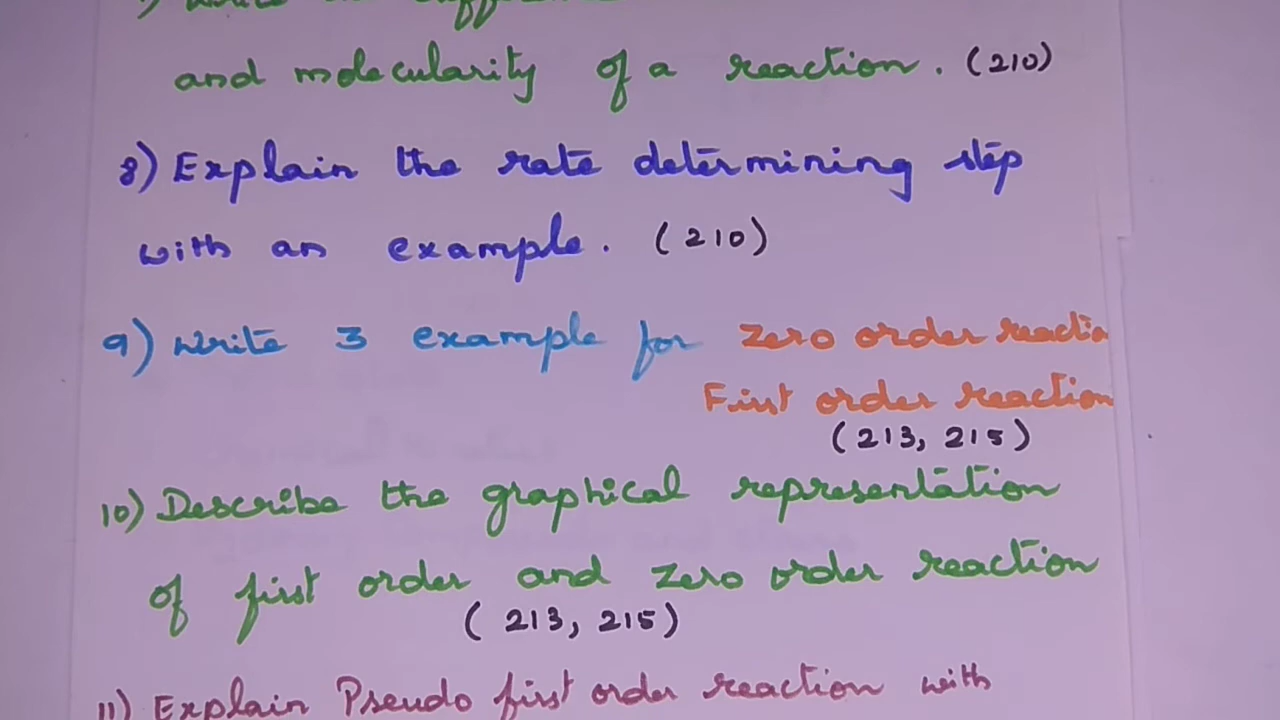 and molecularity of a reaction. (210)
8) Explain the rate determining step
with an example. (210)
9) Write 3 example for zero order reactio
First order reaction
(213, 215)
10) Describe the graphical representation
of first order and zero order reaction
(213, 215)
11) Explain Pseudo first order reaction with